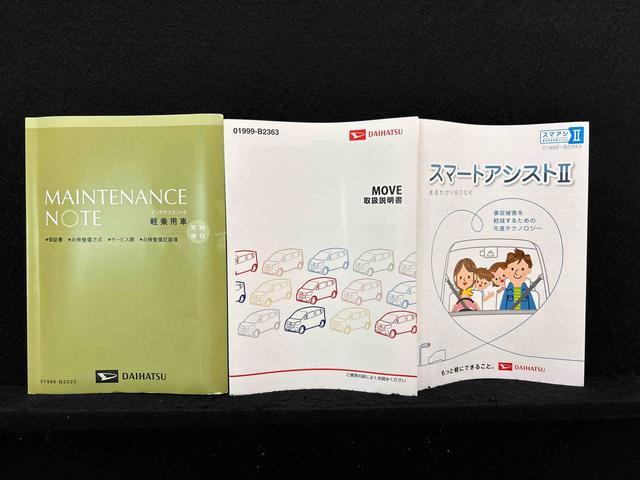 MAINTENANCE
NOTE
メンテナンスノート
軽乗用車
•保証書 •点検整備方式 •サービス網 •点検整備記録簿
01989-B2025
DAIHATSU
01999-B2363
DAIHATSU
MOVE
取扱説明書
ご使用の前によくお読みください
スマアシ II
01999-B2343
スマートアシストII
まるわかりBOOK
事故被害を
軽減するための
先進テクノロジー
もっと軽にできること。
DAIHATSU